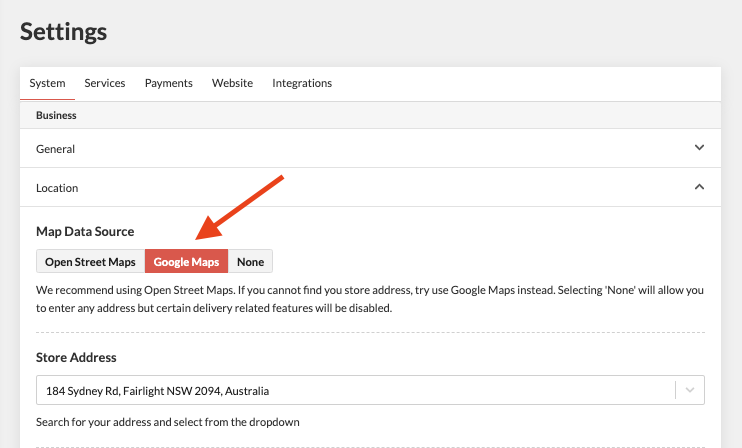 Settings
System Services Payments Website Integrations
Business
General
Location
Map Data Source
Open Street Maps Google Maps None
We recommend using Open Street Maps. If you cannot find you store address, try use Google Maps instead. Selecting 'None' will allow you
to enter any address but certain delivery related features will be disabled.
Store Address
184 Sydney Rd, Fairlight NSW 2094, Australia
Search for your address and select from the dropdown